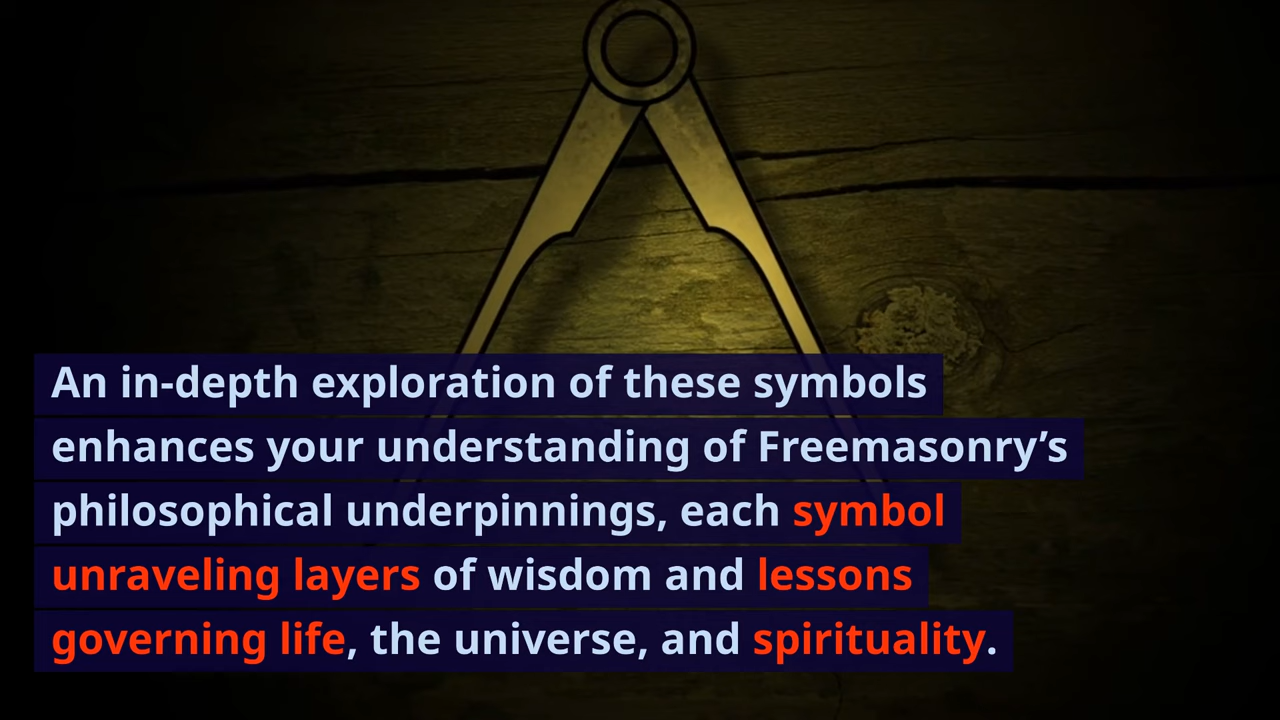 An in-depth exploration of these symbols
enhances your understanding of Freemasonry’s
philosophical underpinnings, each symbol
unraveling layers of wisdom and lessons
governing life, the universe, and spirituality.